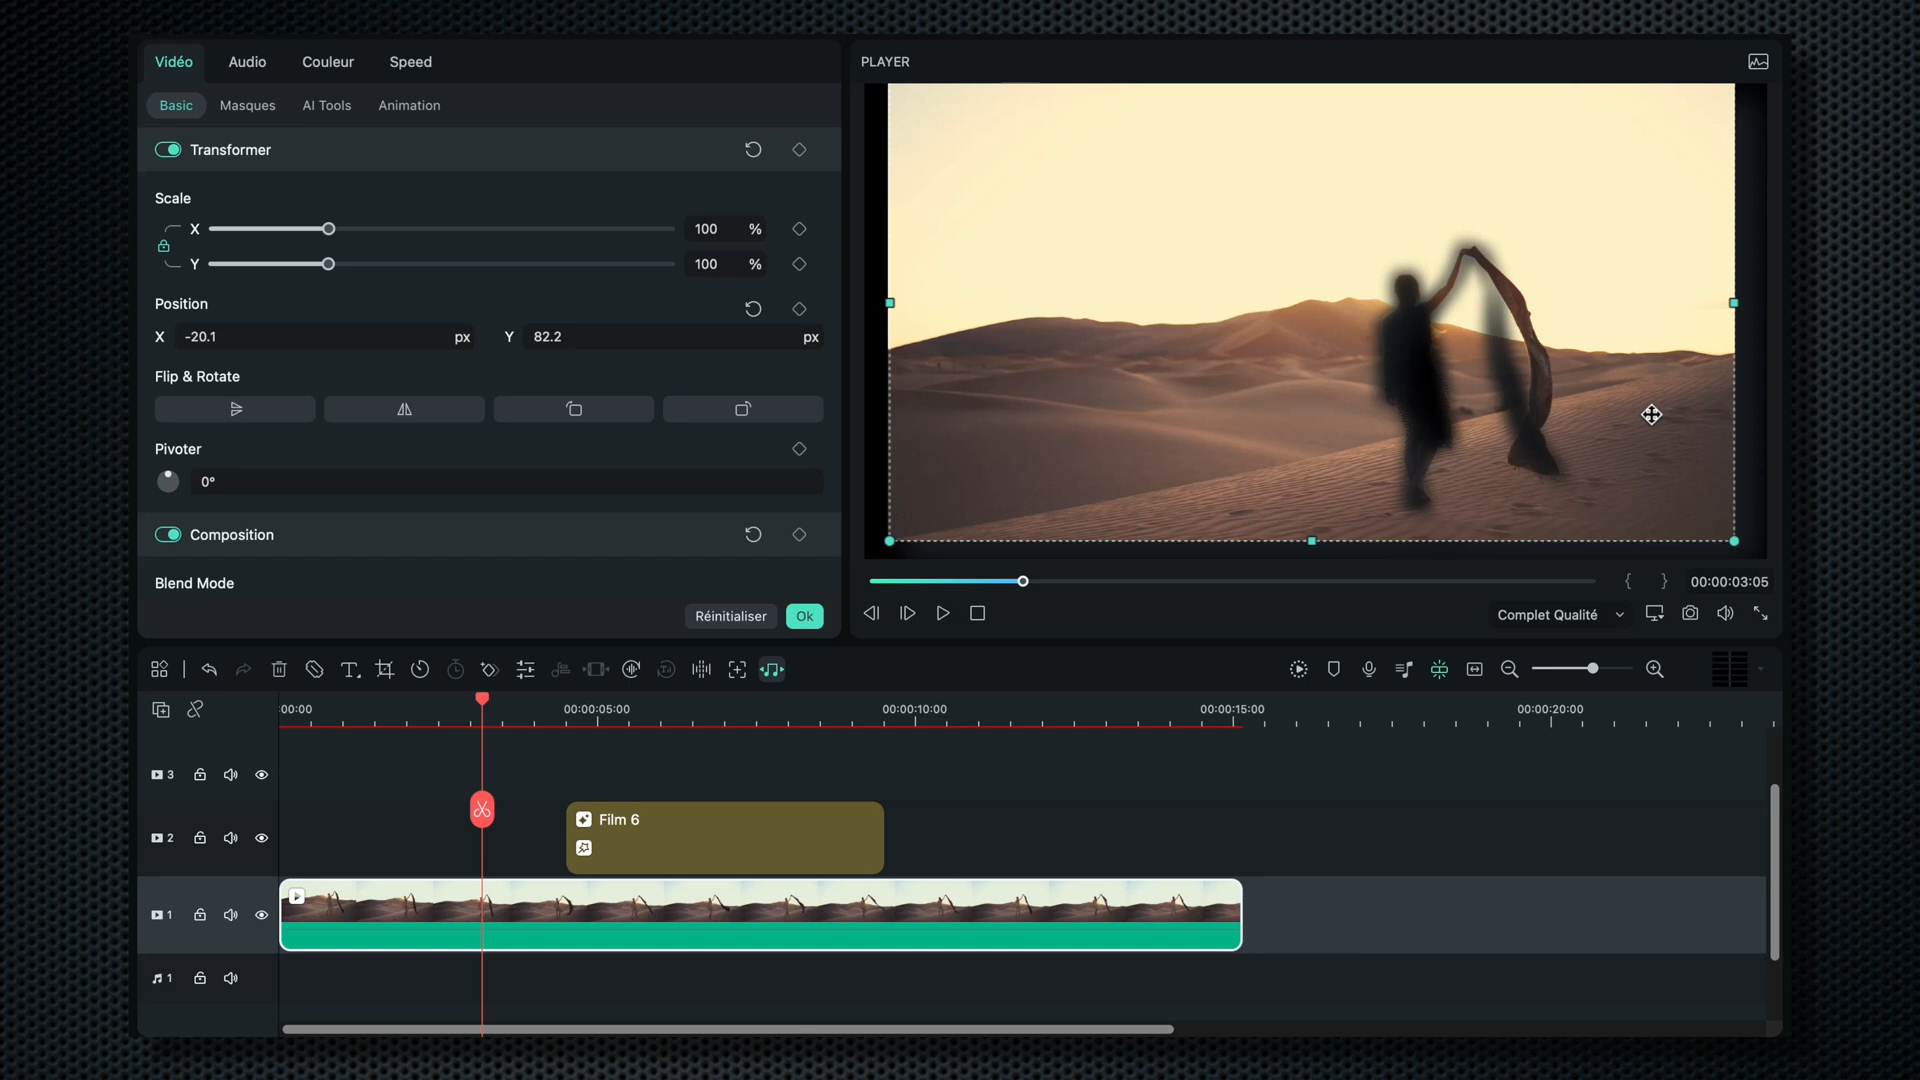 Vidéo Audio Couleur Speed
Basic Masques AI Tools Animation
Transformer
Scale
X 100 %
Y 100 %
Position
X -20.1 px Y 82.2 px
Flip & Rotate
Pivoter
0°
Composition
Blend Mode
Réinitialiser Ok
PLAYER
{ } 00:00:03:05
Complet Qualité
:00:00 00:00:05:00 00:00:10:00 00:00:15:00 00:00:20:00
3
2
Film 6
1
1